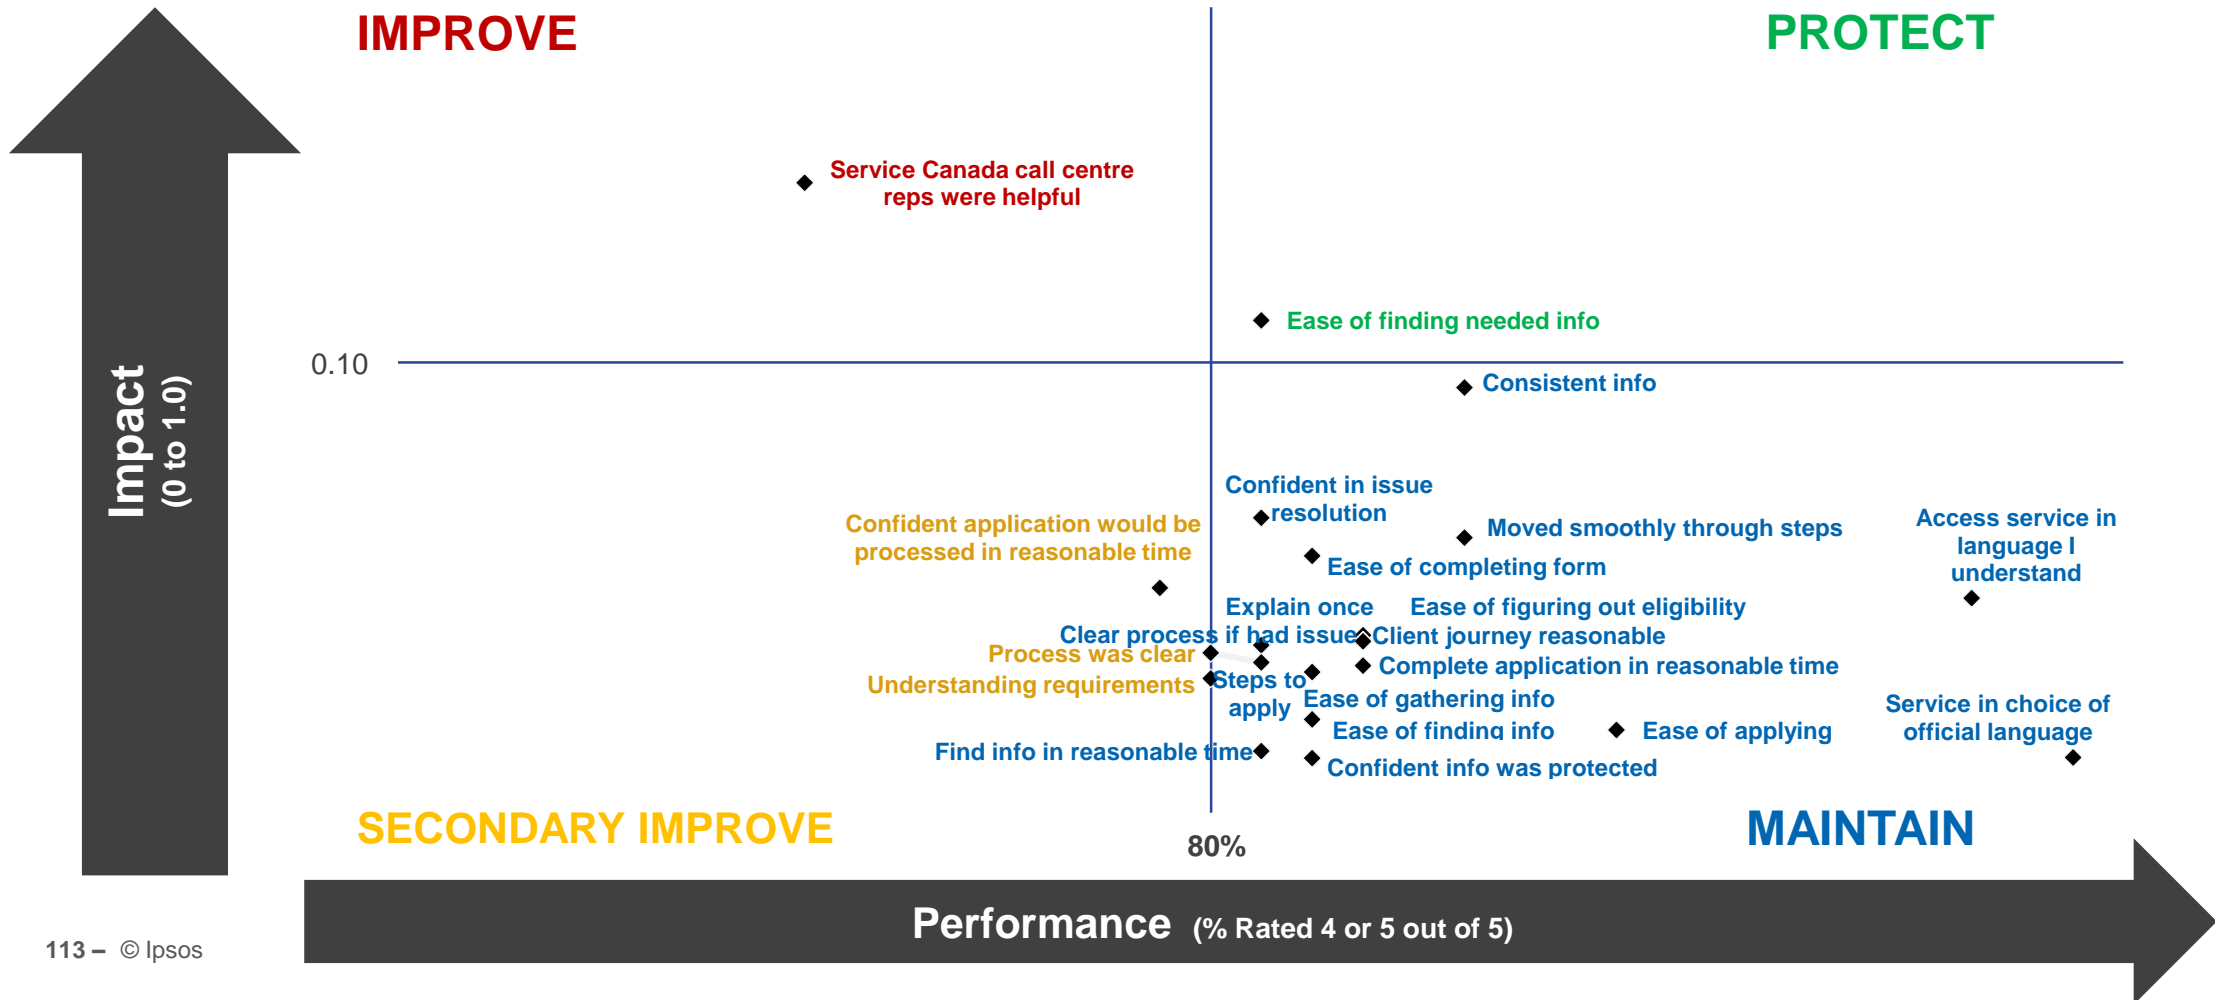 IMPROVE
PROTECT
Service Canada call centre
reps were helpful
Ease of finding needed info
0.10
Consistent info
Impact
(0 to 1.0)
Confident in issue
resolution
Confident application would be
processed in reasonable time
Moved smoothly through steps
Access service in
language I
understand
Ease of completing form
Explain once
Ease of figuring out eligibility
Clear process if had issue
Client journey reasonable
Process was clear
Complete application in reasonable time
Understanding requirements
Steps to
apply
Ease of gathering info
Service in choice of
official language
Ease of finding info
Ease of applying
Find info in reasonable time
Confident info was protected
SECONDARY IMPROVE
MAINTAIN
80%
Performance (% Rated 4 or 5 out of 5)
113 – © Ipsos